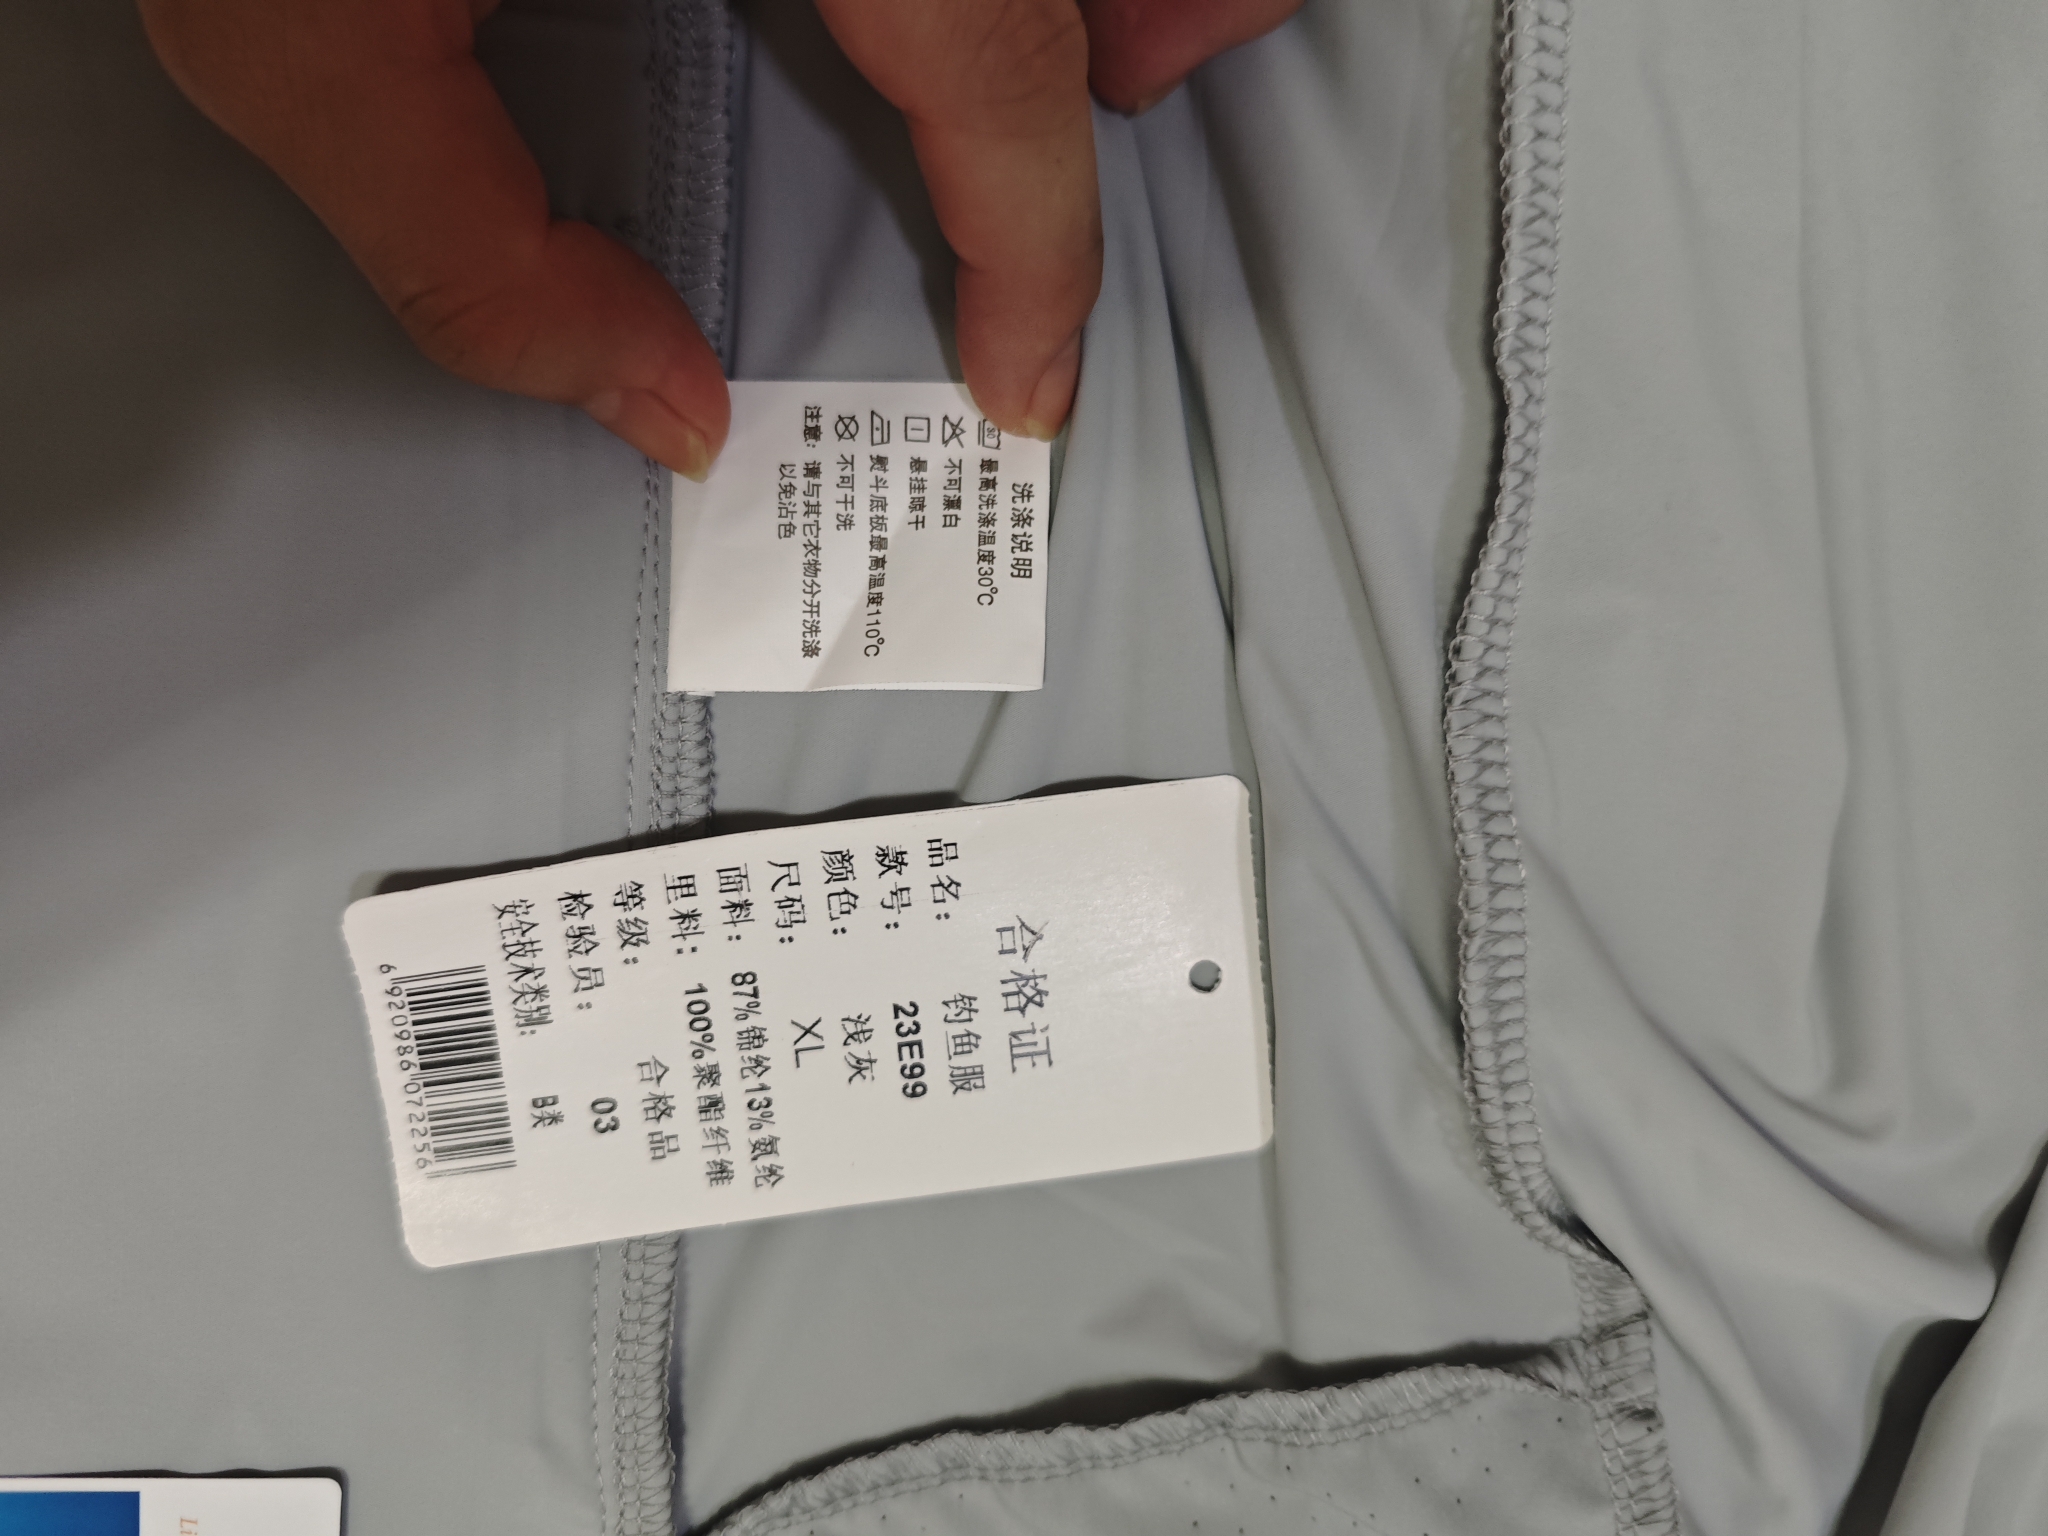 洗涤说明
30 最高洗涤温度30℃
不可漂白
悬挂晾干
熨斗底板最高温度110℃
不可干洗
注意：请与其它衣物分开洗涤
以免沾色
合格证
品名：钓鱼服
款号：23E99
颜色：浅灰
尺码：XL
面料：87%锦纶13%氨纶
里料：100%聚酯纤维
等级：合格品
检验员：03
安全技术类别：B类
6 920986 072256
Li